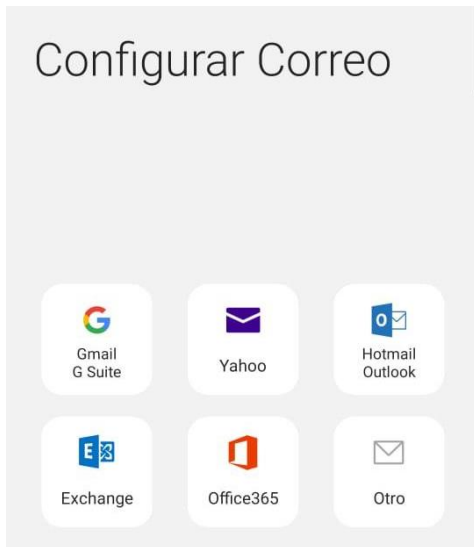 Configurar Correo
Gmail
G Suite
Yahoo
Hotmail
Outlook
Exchange
Office365
Otro